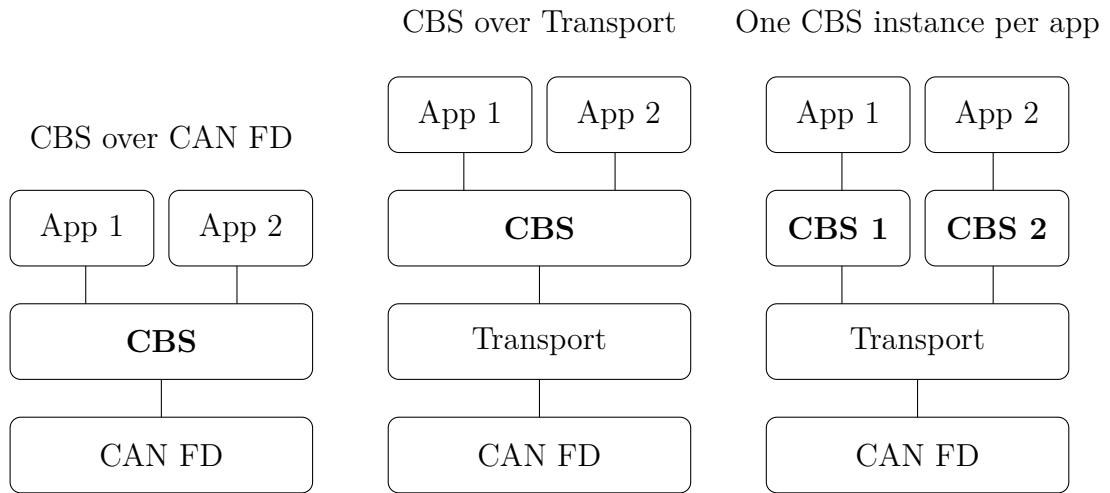 CBS over CAN FD
App 1
App 2
CBS
CAN FD
CBS over Transport
App 1
App 2
CBS
Transport
CAN FD
One CBS instance per app
App 1
App 2
CBS 1
CBS 2
Transport
CAN FD